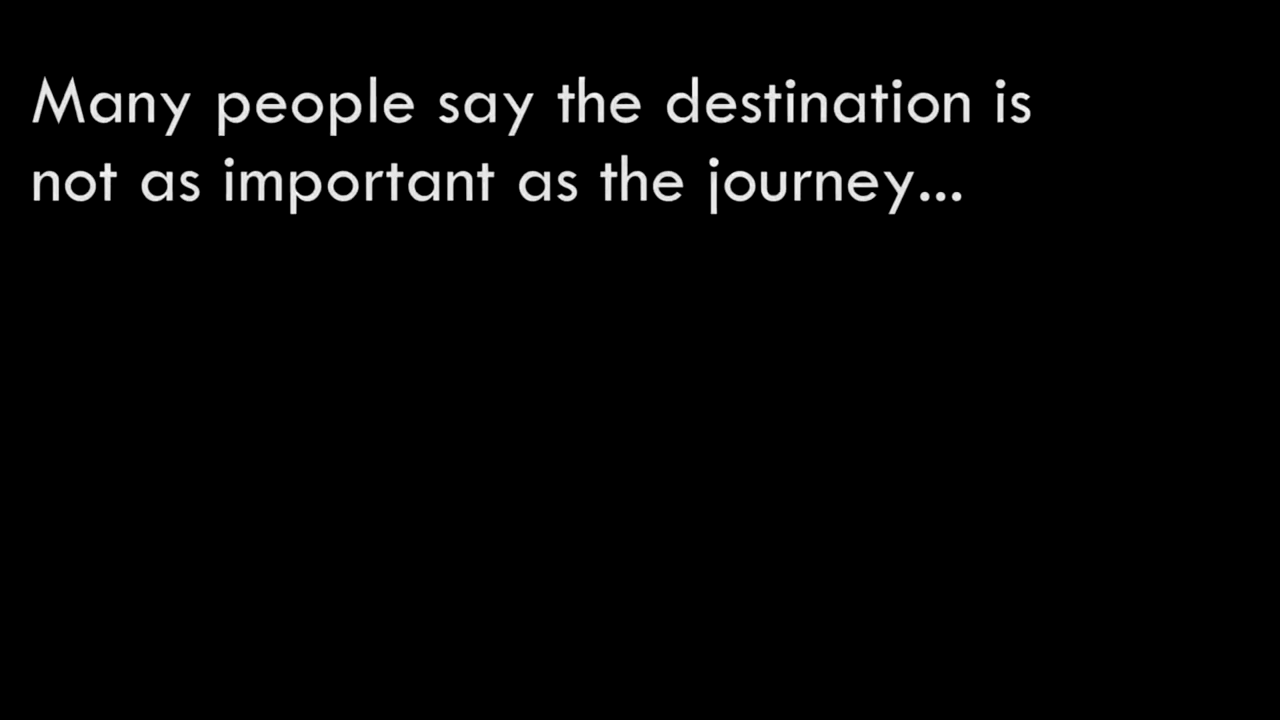 Many people say the destination is
not as important as the journey...